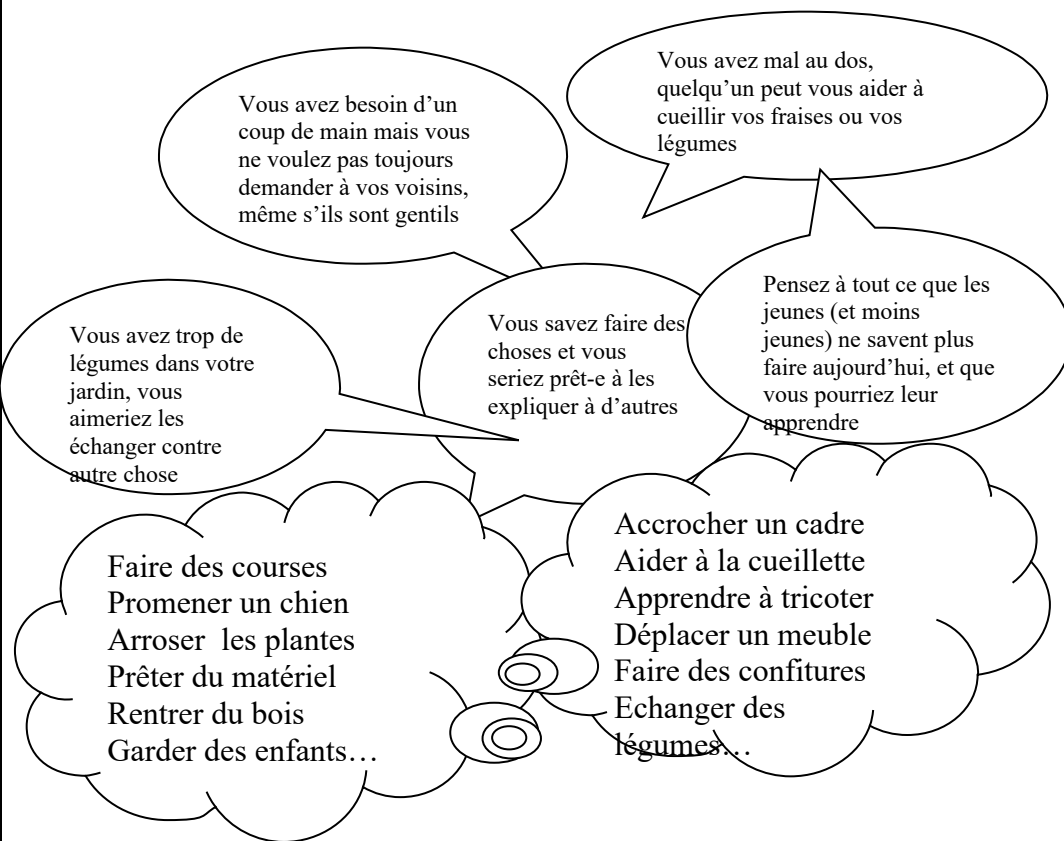 Vous avez mal au dos,
quelqu'un peut vous aider à
cueillir vos fraises ou vos
légumes
Vous avez besoin d'un
coup de main mais vous
ne voulez pas toujours
demander à vos voisins,
même s'ils sont gentils
Vous avez trop de
légumes dans votre
jardin, vous
aimeriez les
échanger contre
autre chose
Vous savez faire des
choses et vous
seriez prêt-e à les
expliquer à d'autres
Pensez à tout ce que les
jeunes (et moins
jeunes) ne savent plus
faire aujourd'hui, et que
vous pourriez leur
apprendre
Faire des courses
Promener un chien
Arroser  les plantes
Prêter du matériel
Rentrer du bois
Garder des enfants…
Accrocher un cadre
Aider à la cueillette
Apprendre à tricoter
Déplacer un meuble
Faire des confitures
Echanger des
légumes…